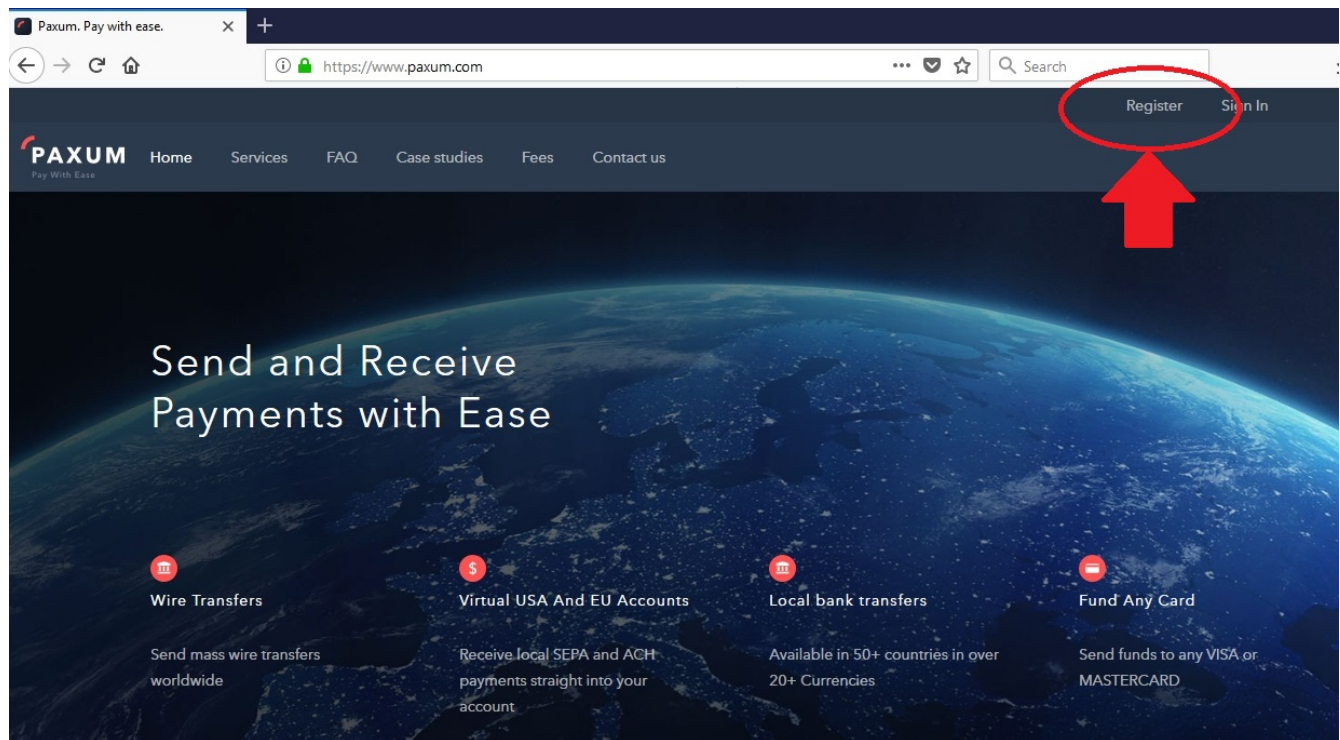 Paxum. Pay with ease.
https://www.paxum.com
Search
Register Sign In
PAXUM Home Services FAQ Case studies Fees Contact us
Pay With Ease
Send and Receive
Payments with Ease
Wire Transfers
Send mass wire transfers
worldwide
Virtual USA And EU Accounts
Receive local SEPA and ACH
payments straight into your
account
Local bank transfers
Available in 50+ countries in over
20+ Currencies
Fund Any Card
Send funds to any VISA or
MASTERCARD